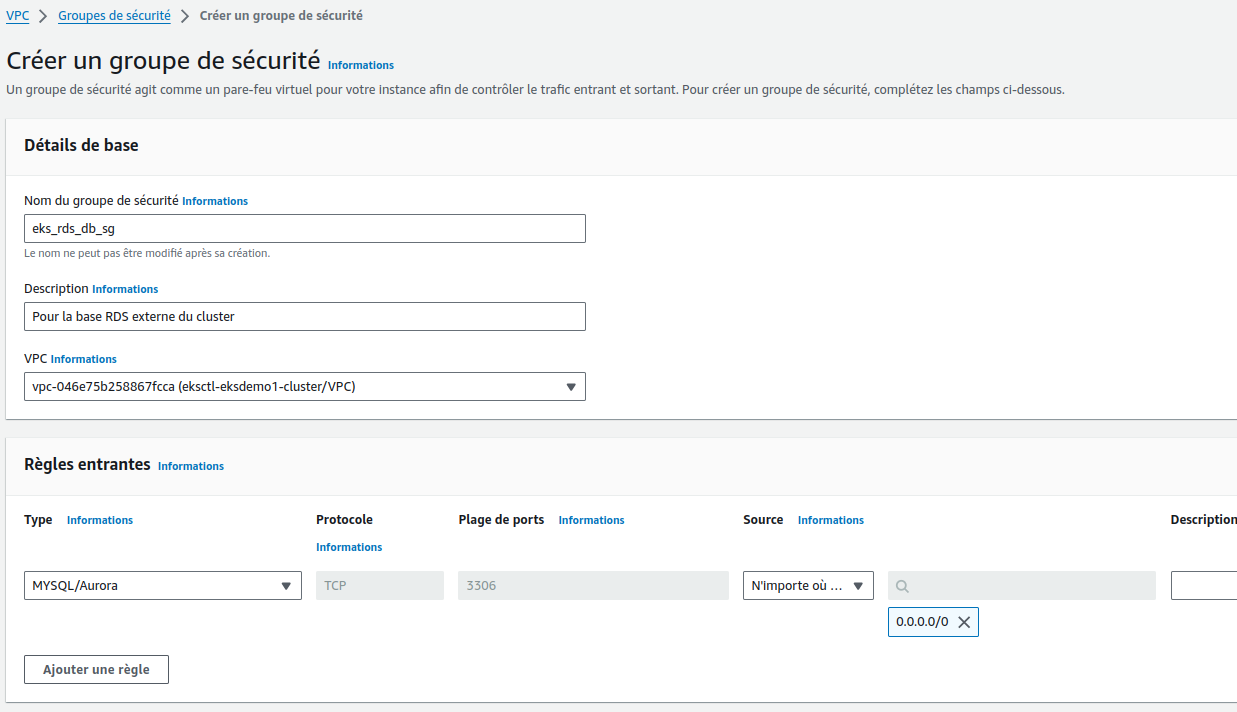 VPC > Groupes de sécurité > Créer un groupe de sécurité
Créer un groupe de sécurité Informations
Un groupe de sécurité agit comme un pare-feu virtuel pour votre instance afin de contrôler le trafic entrant et sortant. Pour créer un groupe de sécurité, complétez les champs ci-dessous.
Détails de base
Nom du groupe de sécurité Informations
eks_rds_db_sg
Le nom ne peut pas être modifié après sa création.
Description Informations
Pour la base RDS externe du cluster
VPC Informations
vpc-046e75b258867fcca (eksctl-eksdemo1-cluster/VPC)
Règles entrantes Informations
Type Informations Protocole Plage de ports Informations Source Informations Description
Informations
MYSQL/Aurora TCP 3306 N'importe où ...
0.0.0.0/0
Ajouter une règle